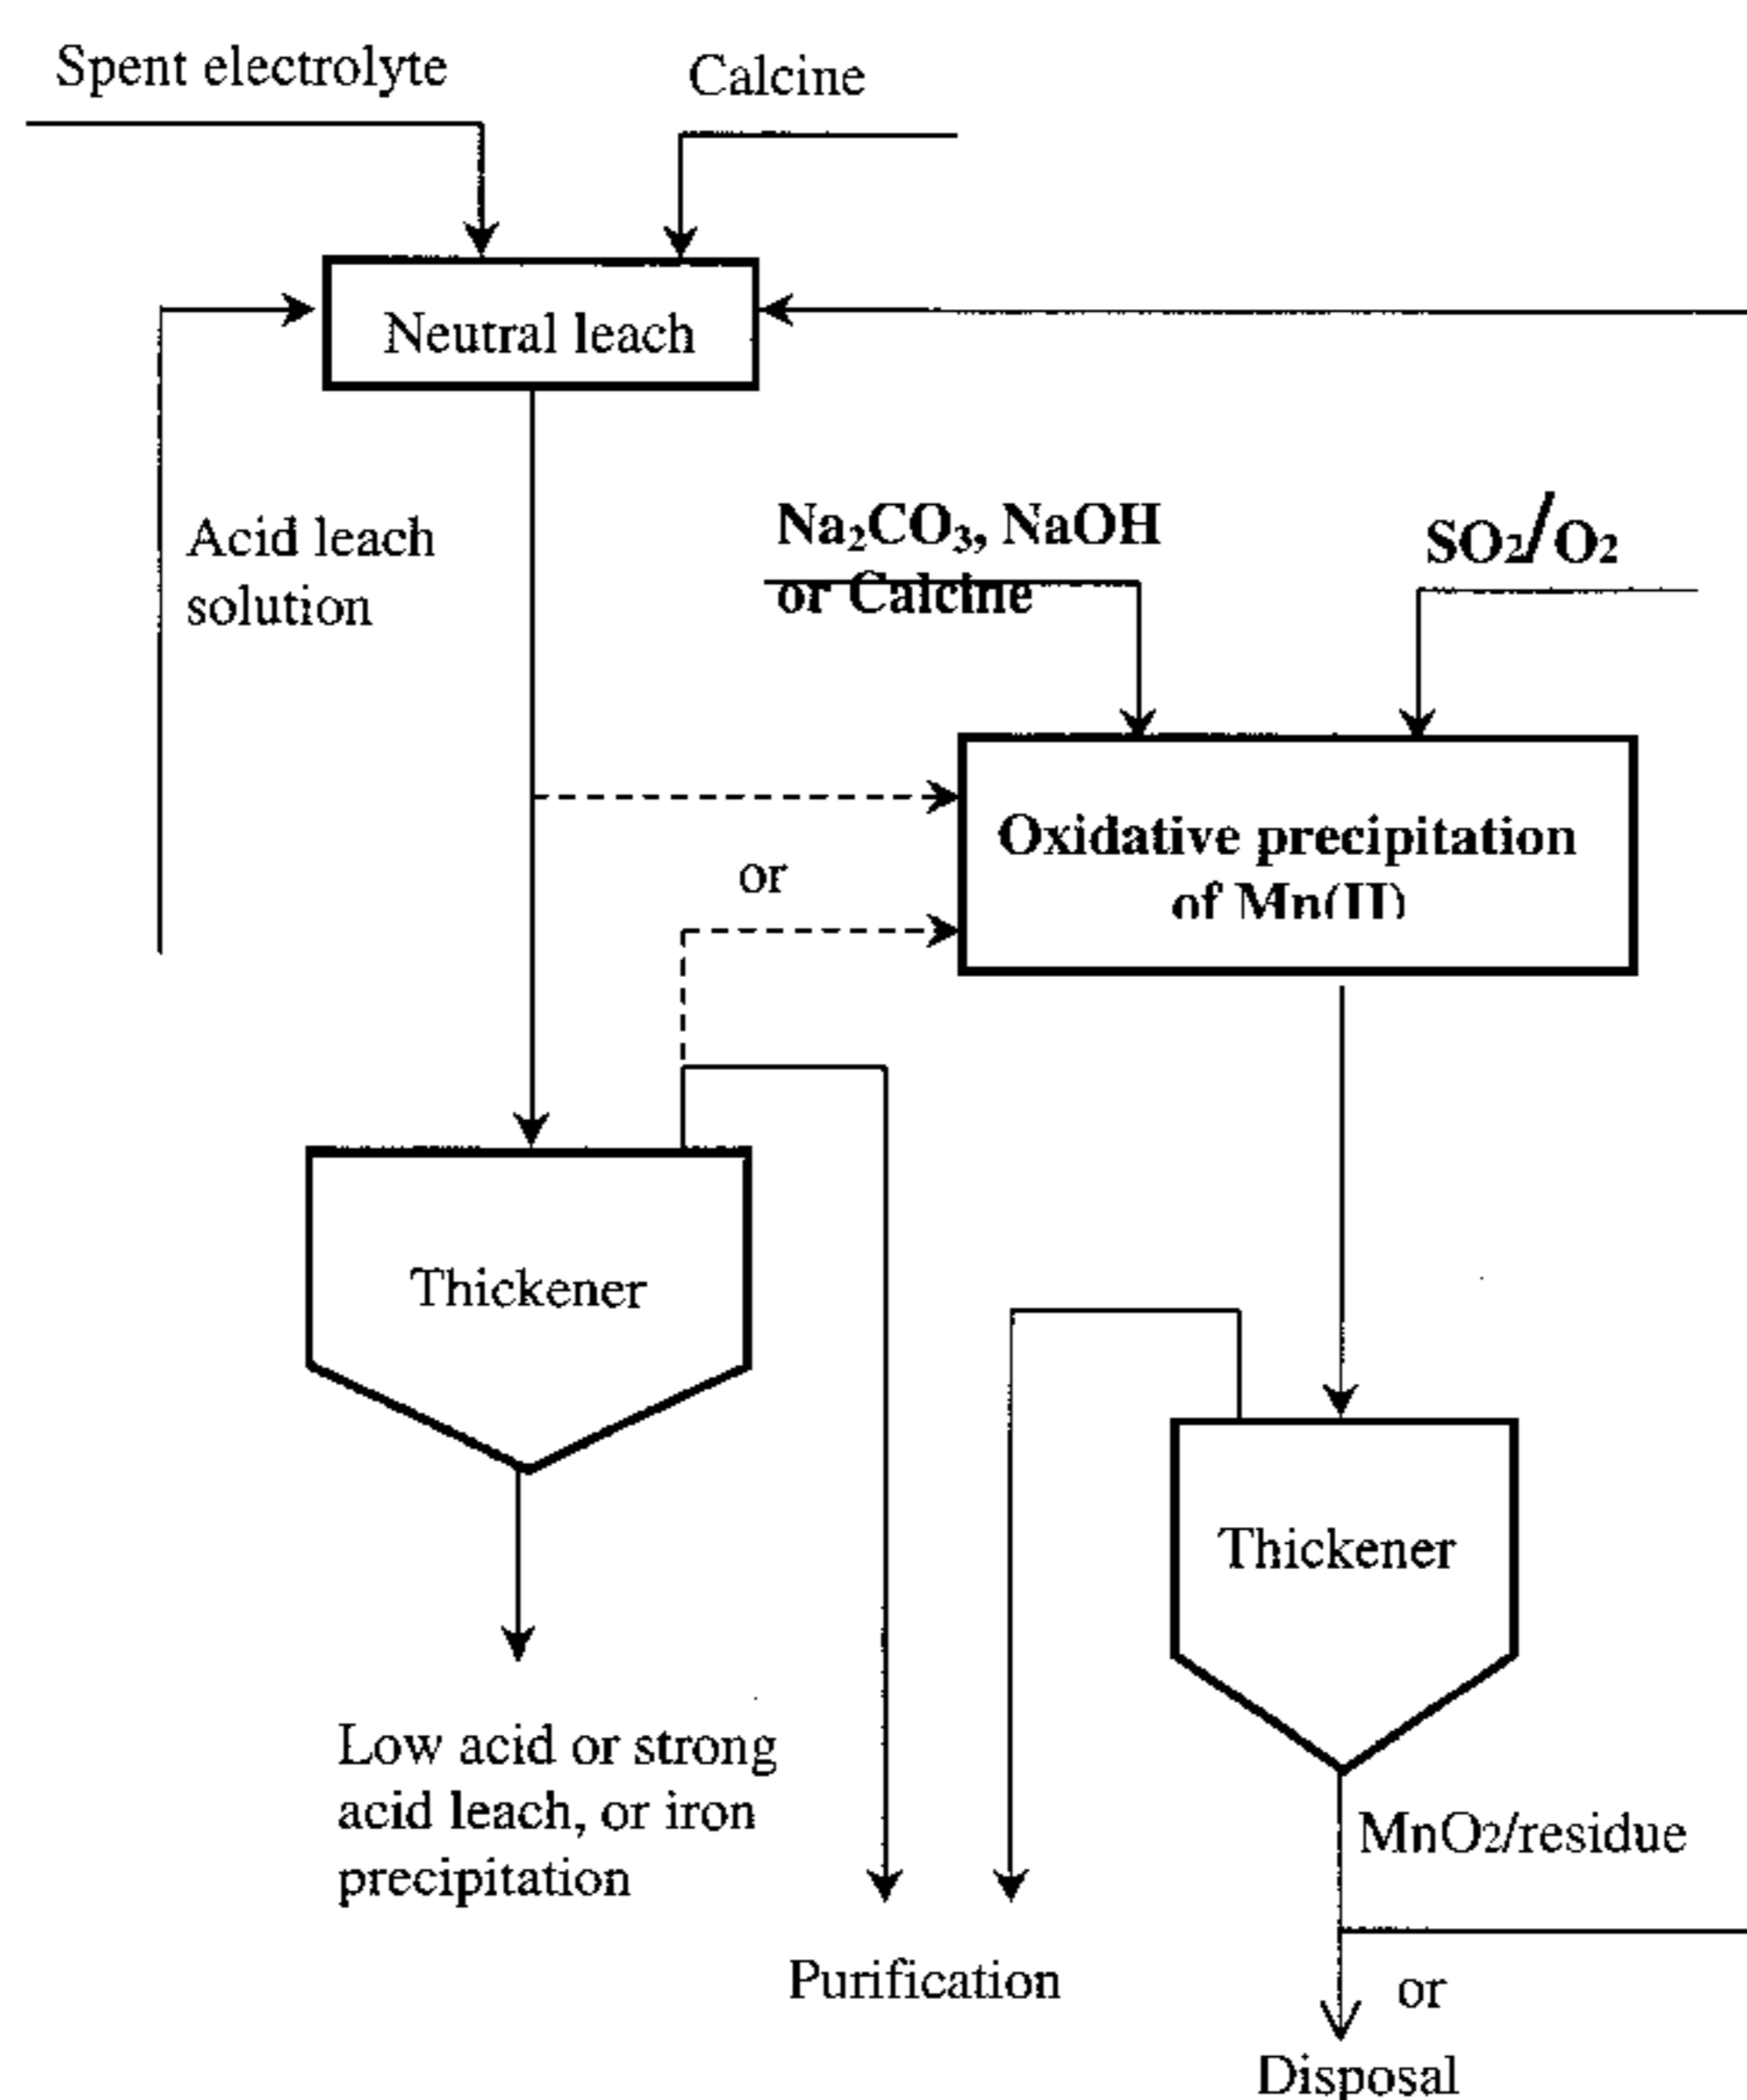 Spent electrolyte
Calcine
Neutral leach
Acid leach
solution
Na₂CO₃, NaOH
or Calcine
SO₂/O₂
Oxidative precipitation
of Mn(II)
or
Thickener
Thickener
Low acid or strong
acid leach, or iron
precipitation
MnO₂/residue
Purification
or
Disposal